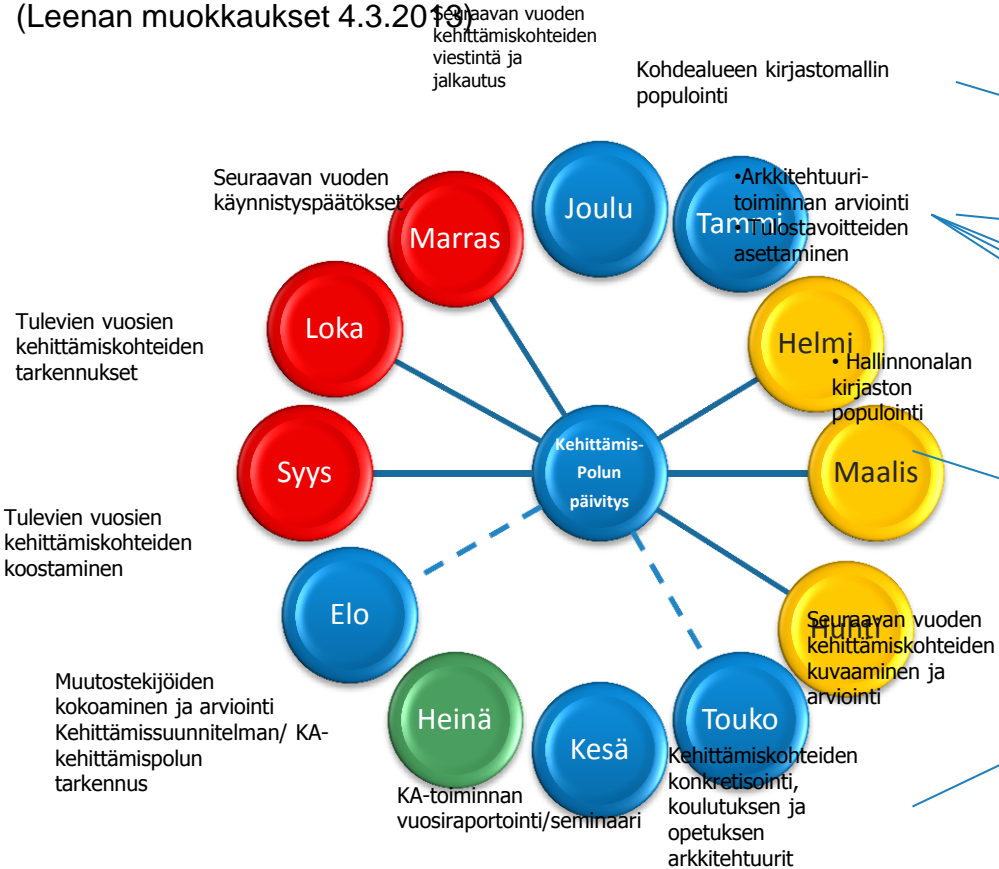 (Leenan muokkaukset 4.3.2013)
Seuraavan vuoden
kehittämiskohteiden
viestintä ja
jalkautus
Kohdealueen kirjastomallin
populointi
Seuraavan vuoden
käynnistyspäätökset
Marras
Joulu
Tammi
•Arkkitehtuuri-
toiminnan arviointi
•Tulostavoitteiden
asettaminen
Tulevien vuosien
kehittämiskohteiden
tarkennukset
Loka
Helmi
• Hallinnonalan
kirjaston
populointi
Syys
Kehittämis-
Polun
päivitys
Maalis
Tulevien vuosien
kehittämiskohteiden
koostaminen
Elo
Huhti
Seuraavan vuoden
kehittämiskohteiden
kuvaaminen ja
arviointi
Muutostekijöiden
kokoaminen ja arviointi
Kehittämissuunnitelman/ KA-
kehittämispolun
tarkennus
Heinä
Kesä
Touko
KA-toiminnan
vuosiraportointi/seminaari
Kehittämiskohteiden
konkretisointi,
koulutuksen ja
opetuksen
arkkitehtuurit